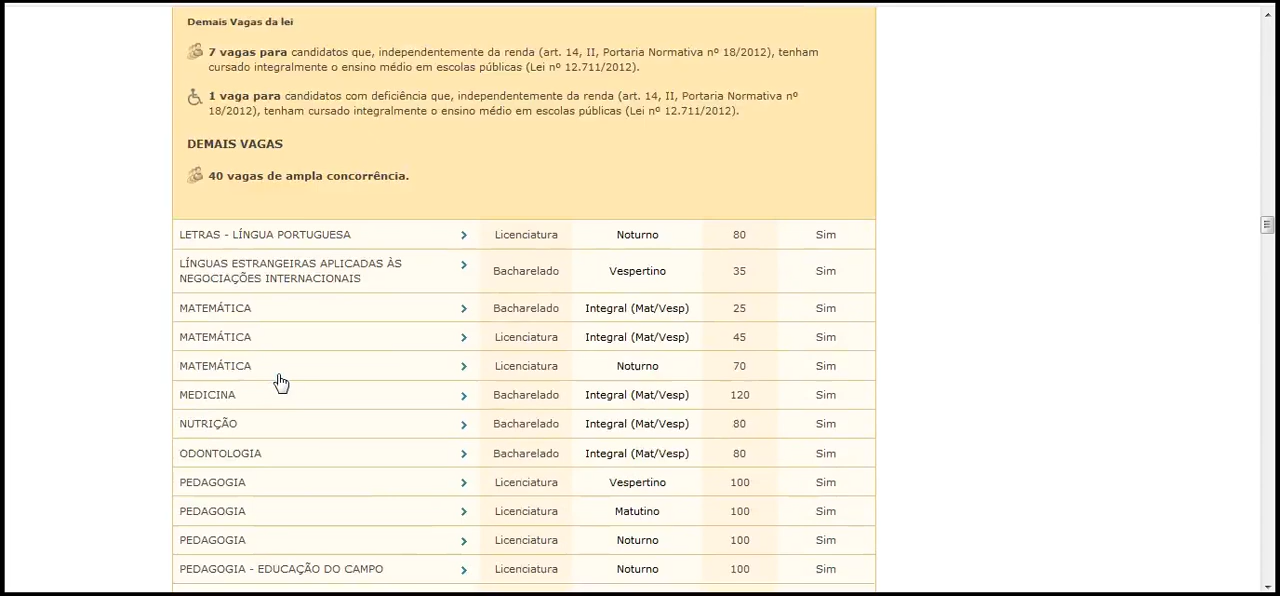 Demais Vagas da lei
7 vagas para candidatos que, independentemente da renda (art. 14, II, Portaria Normativa nº 18/2012), tenham
cursado integralmente o ensino médio em escolas públicas (Lei nº 12.711/2012).
1 vaga para candidatos com deficiência que, independentemente da renda (art. 14, II, Portaria Normativa nº
18/2012), tenham cursado integralmente o ensino médio em escolas públicas (Lei nº 12.711/2012).
DEMAIS VAGAS
40 vagas de ampla concorrência.
LETRAS - LÍNGUA PORTUGUESA Licenciatura Noturno 80 Sim
LÍNGUAS ESTRANGEIRAS APLICADAS ÀS
NEGOCIAÇÕES INTERNACIONAIS Bacharelado Vespertino 35 Sim
MATEMÁTICA Bacharelado Integral (Mat/Vesp) 25 Sim
MATEMÁTICA Licenciatura Integral (Mat/Vesp) 45 Sim
MATEMÁTICA Licenciatura Noturno 70 Sim
MEDICINA Bacharelado Integral (Mat/Vesp) 120 Sim
NUTRIÇÃO Bacharelado Integral (Mat/Vesp) 80 Sim
ODONTOLOGIA Bacharelado Integral (Mat/Vesp) 80 Sim
PEDAGOGIA Licenciatura Vespertino 100 Sim
PEDAGOGIA Licenciatura Matutino 100 Sim
PEDAGOGIA Licenciatura Noturno 100 Sim
PEDAGOGIA - EDUCAÇÃO DO CAMPO Licenciatura Noturno 100 Sim